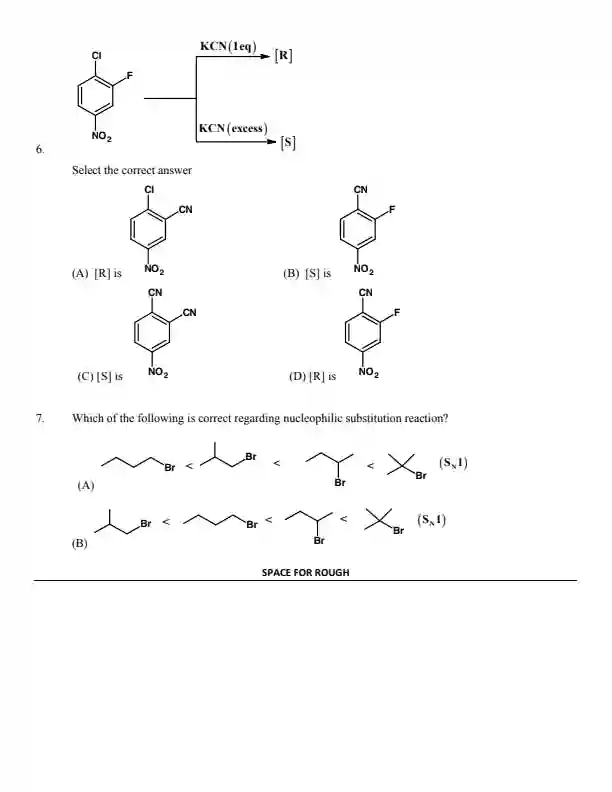 KCN(1eq)
[R]
Cl
F
NO2
KCN(excess)
[S]
6.
Select the correct answer
Cl
CN
NO2
(A) [R] is
CN
F
NO2
(B) [S] is
CN
CN
NO2
(C) [S] is
CN
F
NO2
(D) [R] is
7. Which of the following is correct regarding nucleophilic substitution reaction?
Br < Br < Br < Br (SN1)
(A)
Br < Br < Br < Br (SN1)
(B)
SPACE FOR ROUGH